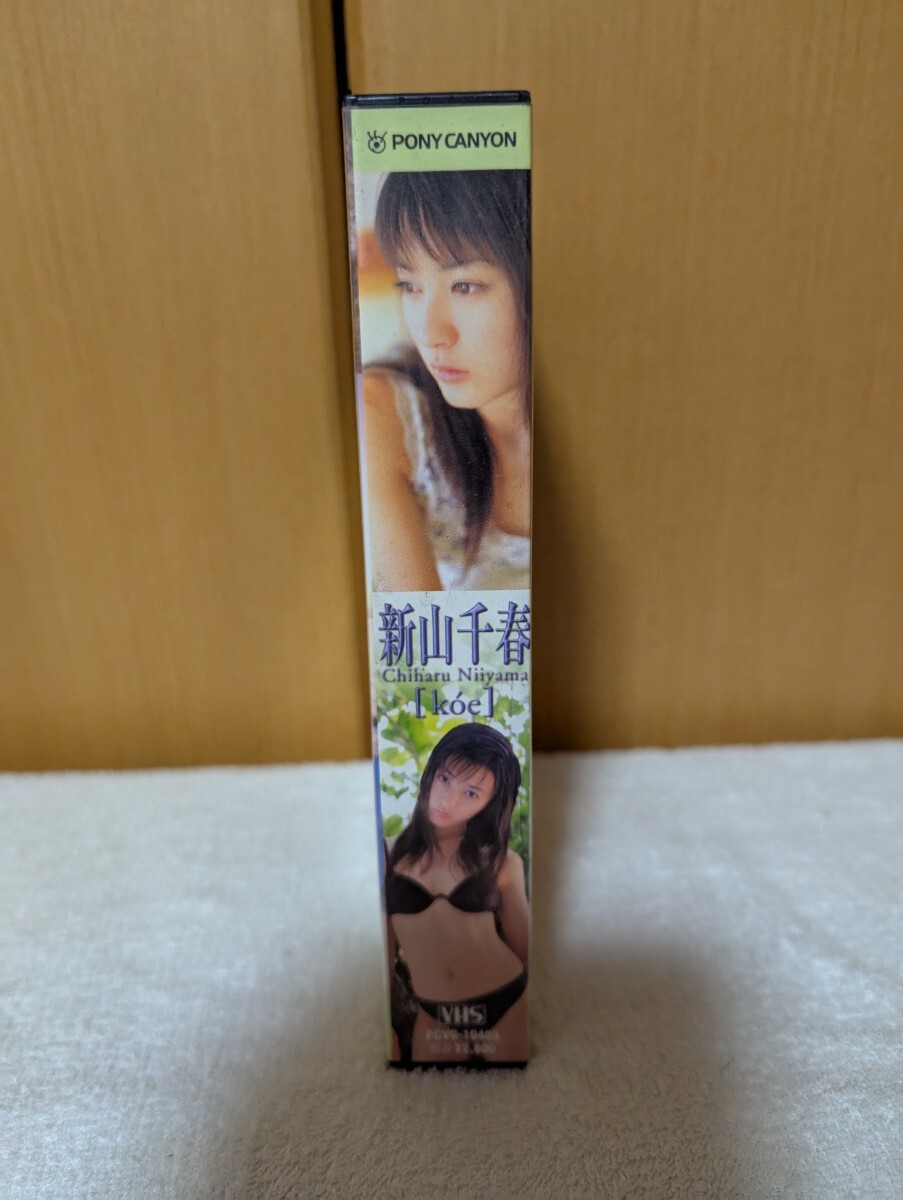 PONY CANYON
新山千春
Chiharu Niiyama
[kóe]
VHS